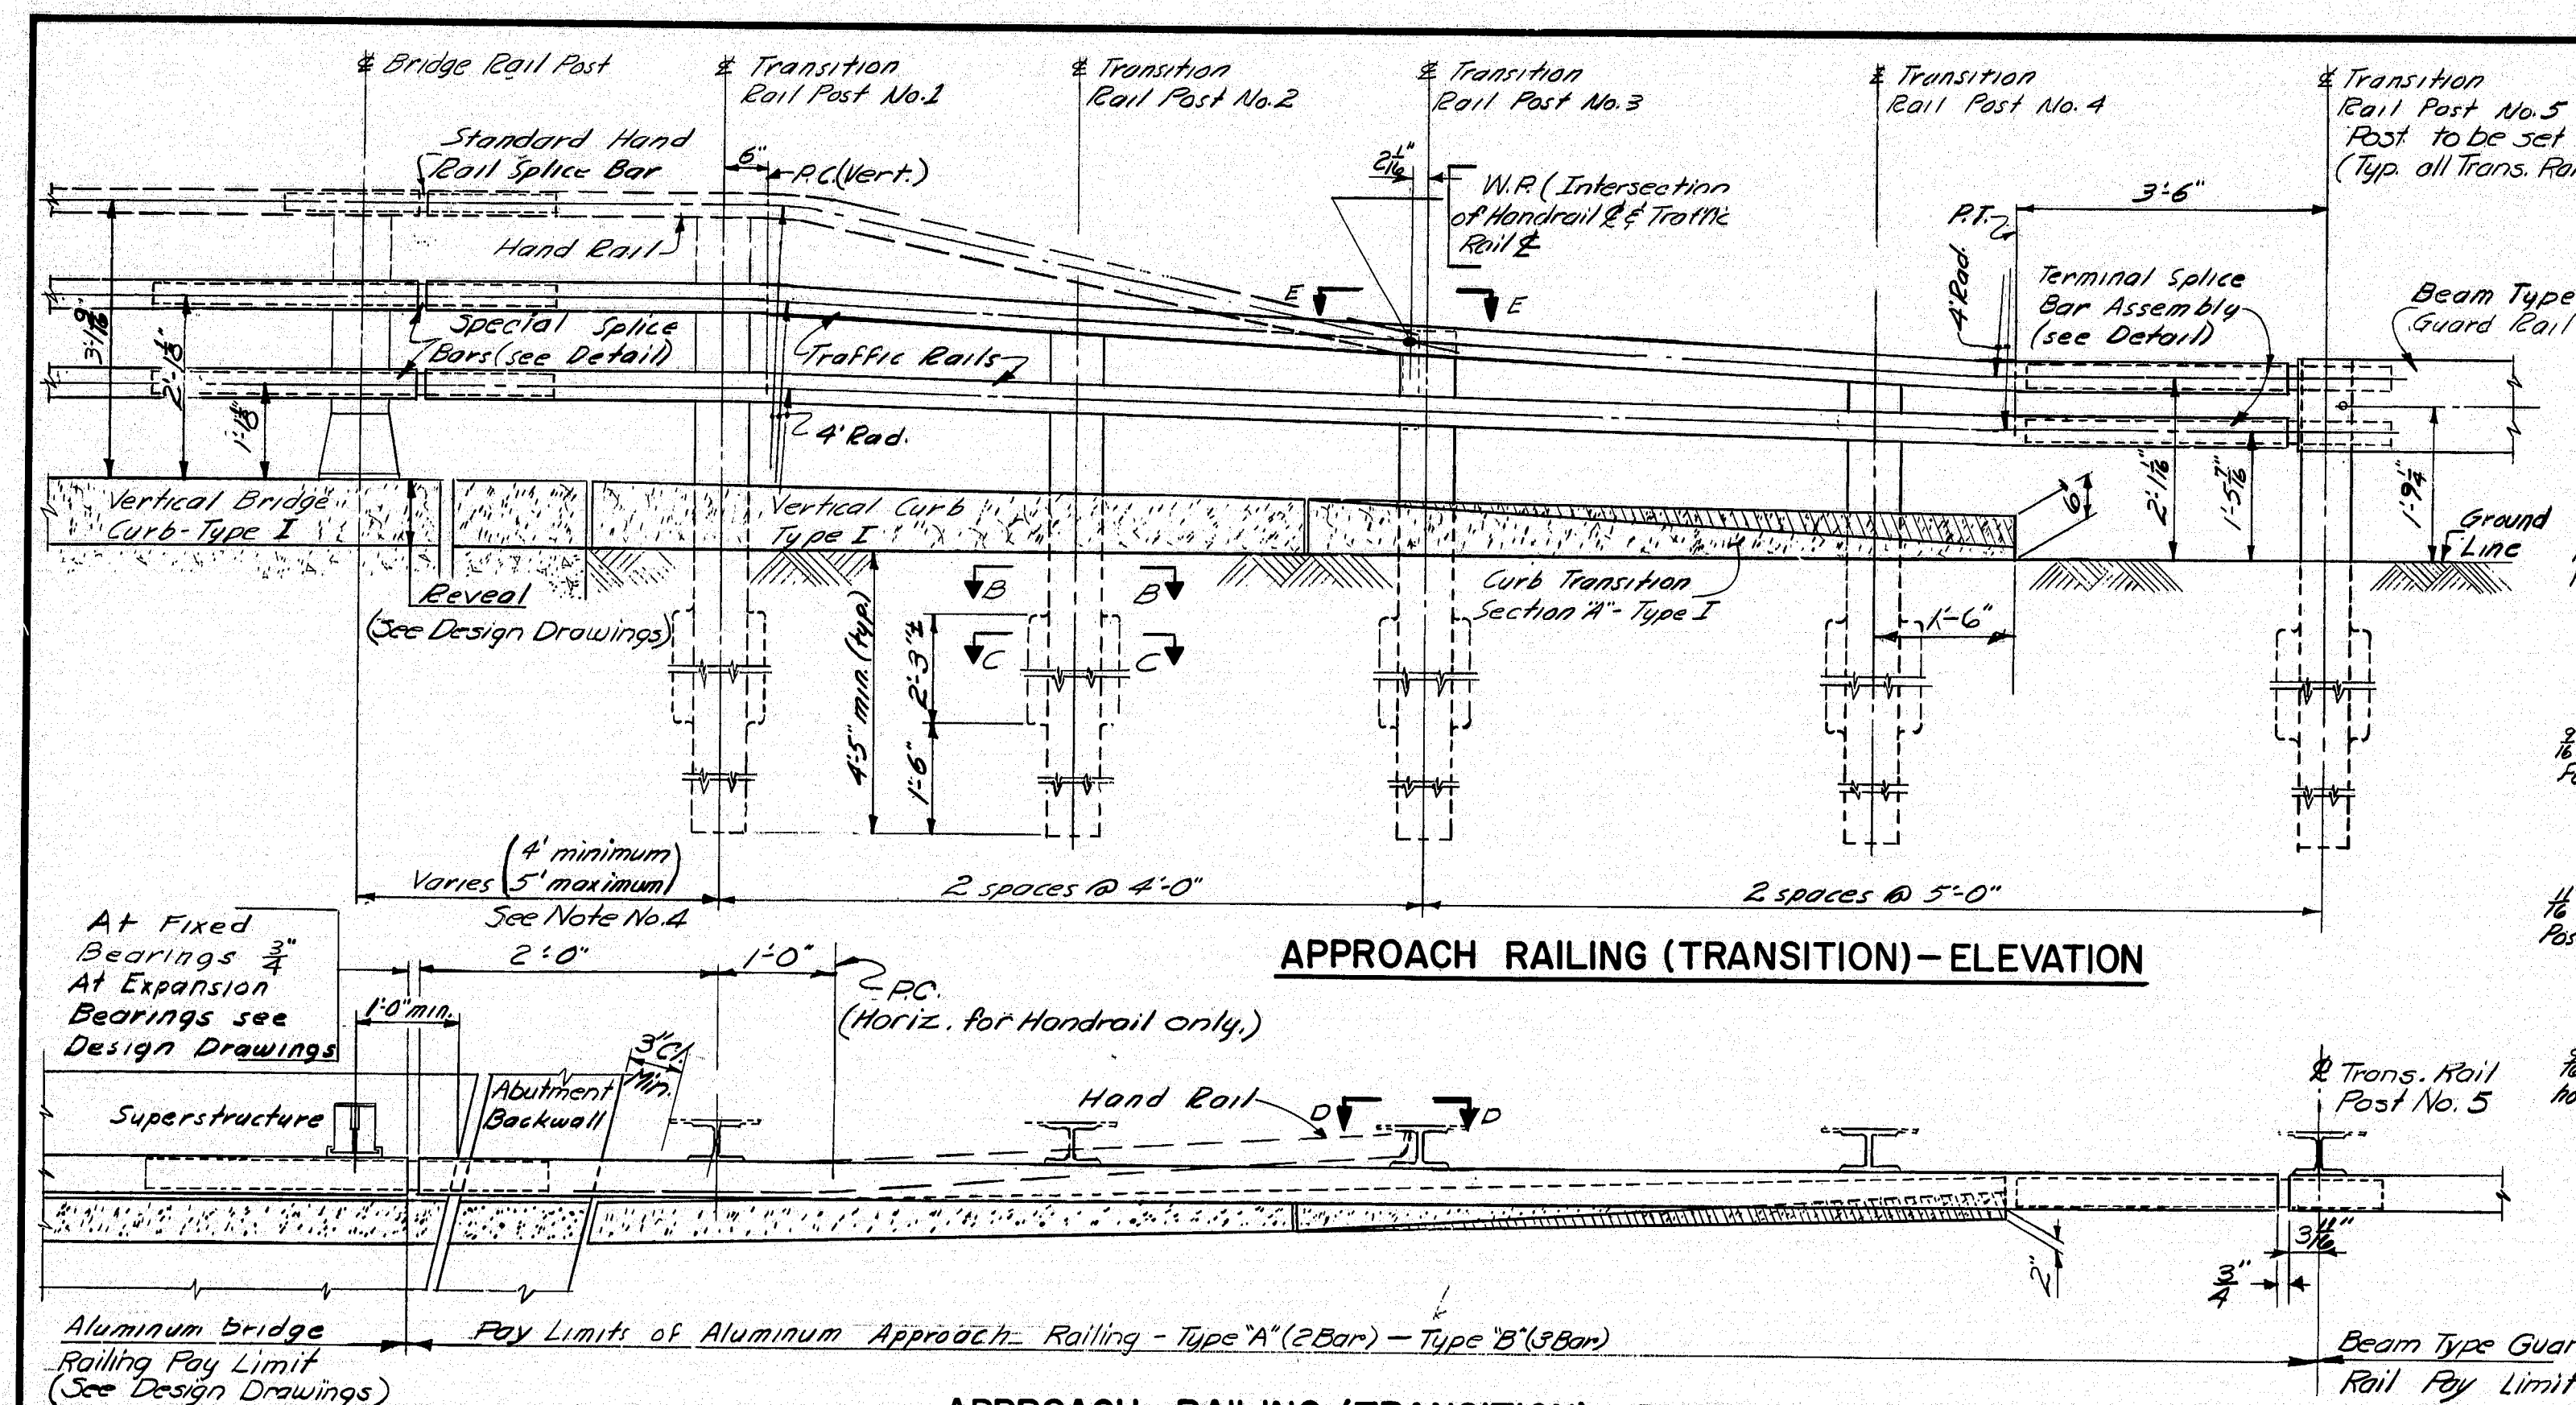 ℄ Bridge Rail Post
℄ Transition
Rail Post No.1
℄ Transition
Rail Post No.2
℄ Transition
Rail Post No.3
℄ Transition
Rail Post No. 4
℄ Transition
Rail Post No.5
Post to be set
(Typ. all Trans.
Standard Hand
Rail Splice Bar
6"
P.C.(Vert.)
2 1/16"
W.P. (Intersection
of Handrail ℄ & Traffic
Rail ℄
3'-6"
P.T.
4' Rad.
Hand Rail
E
E
Terminal Splice
Bar Assembly
(see Detail)
Beam Type
Guard Rail
3'-1 9/16"
2'-1 1/8"
1'-1 1/8"
Special Splice
Bars (see Detail)
Traffic Rails
4' Rad.
Vertical Bridge
Curb-Type I
Vertical Curb
Type I
6"
2'-1 1/16"
1'-5 7/16"
1'-9 1/4"
Ground
Line
Reveal
(See Design Drawings)
B
B
C
C
Curb Transition
Section "A"- Type I
1'-6"
4'-5" min. (typ.)
2'-3" ±
1'-6"
Varies (4' minimum)
(5' maximum)
See Note No.4
2 spaces @ 4'-0"
2 spaces @ 5'-0"
APPROACH RAILING (TRANSITION) - ELEVATION
At Fixed
Bearings 3/4"
At Expansion
Bearings see
Design Drawings
2'-0"
1'-0"
P.C.
(Horiz. for Handrail only.)
1'-0" min.
3" Cl.
Min.
Superstructure
Abutment
Backwall
Hand Rail
D
D
℄ Trans. Rail
Post No. 5
2"
3/4"
3 11/16"
Aluminum Bridge
Railing Pay Limit
(See Design Drawings)
Pay Limits of Aluminum Approach Railing - Type "A" (2 Bar) - Type "B" (3 Bar)
Beam Type
Rail Pay Limit
APPROACH RAILING (TRANSITION)